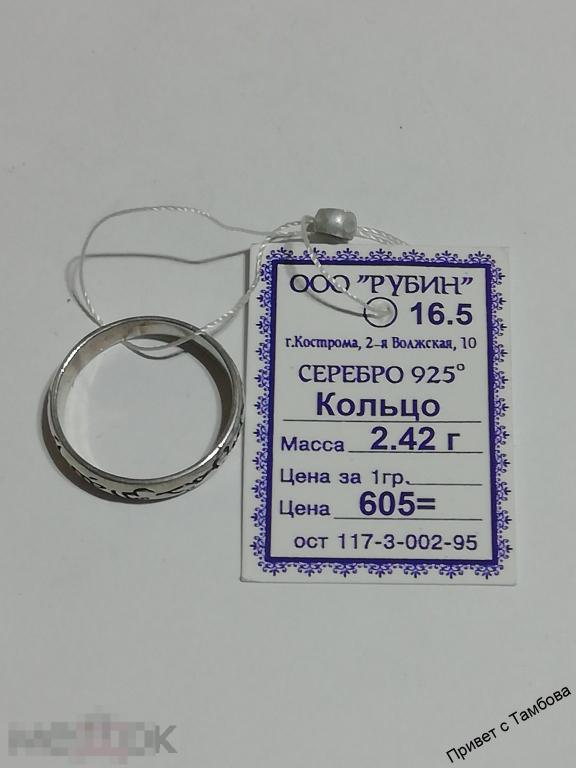 ООО "РУБИН"
16.5
г.Кострома, 2-я Волжская, 10
СЕРЕБРО 925°
Кольцо
Масса 2.42 г
Цена за 1гр.
Цена 605=
ост 117-3-002-95
Привет с Тамбова